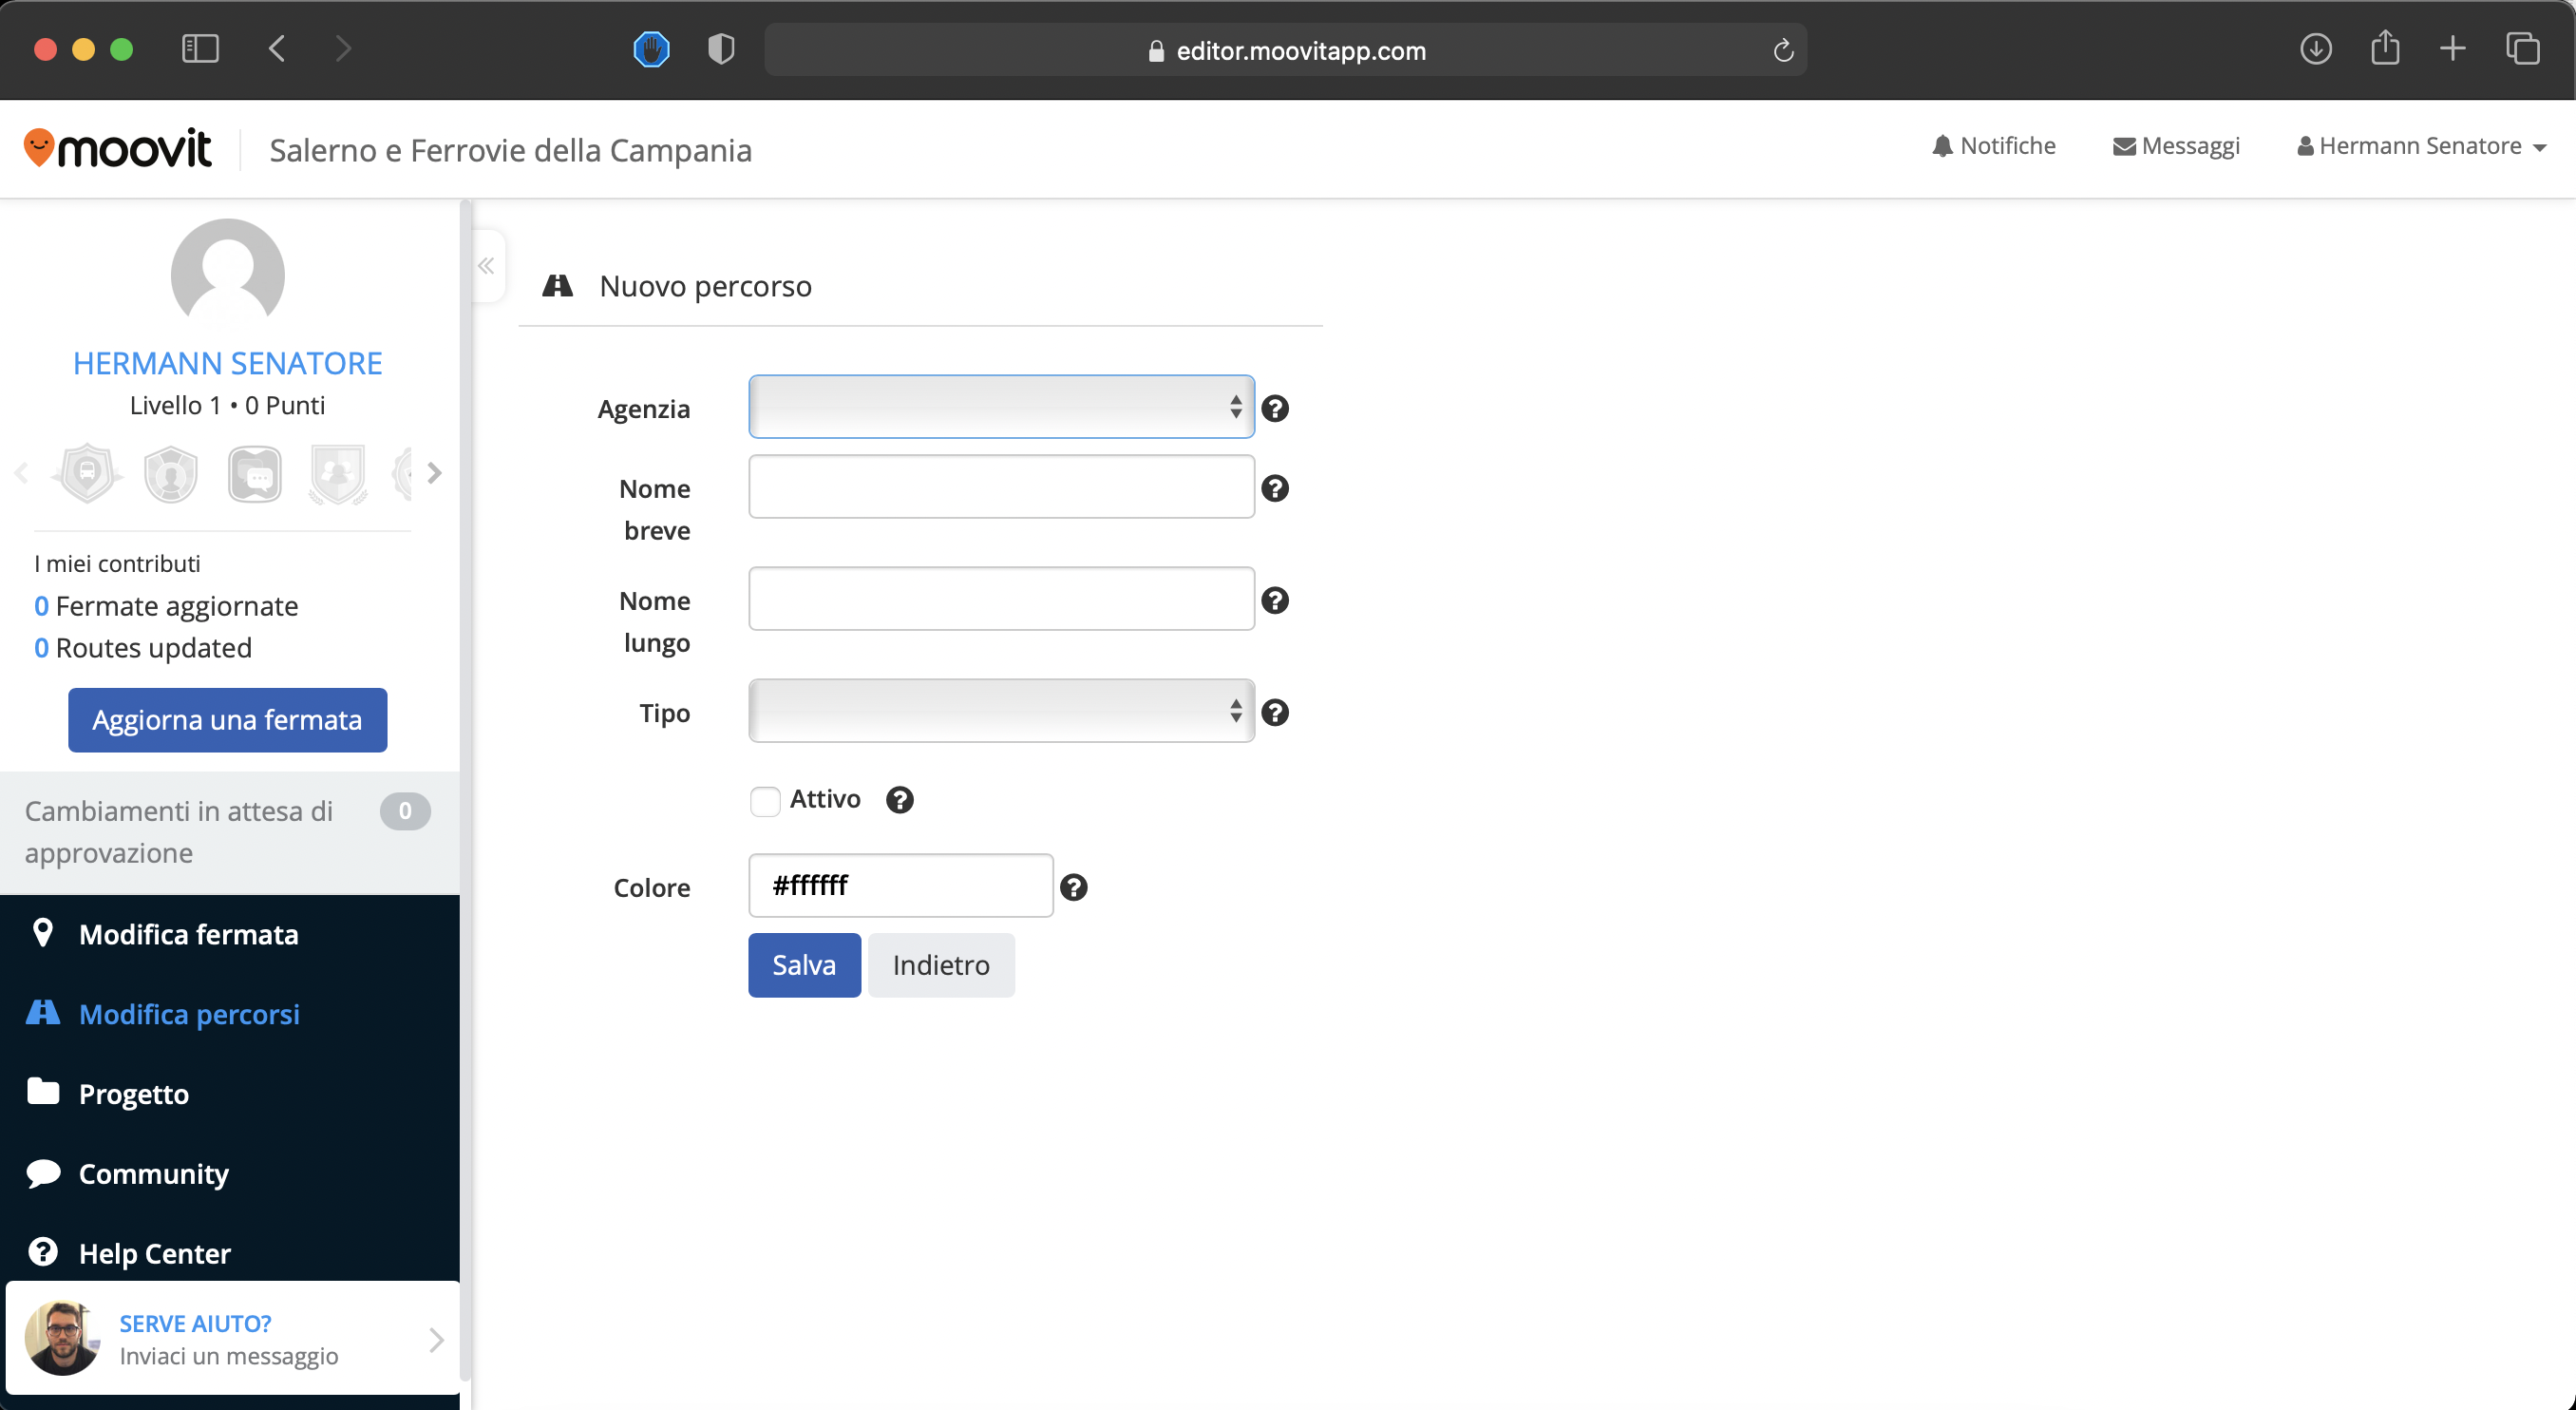 editor.moovitapp.com
moovit
Salerno e Ferrovie della Campania
Notifiche
Messaggi
Hermann Senatore
HERMANN SENATORE
Livello 1 • 0 Punti
I miei contributi
0 Fermate aggiornate
0 Routes updated
Aggiorna una fermata
Cambiamenti in attesa di
approvazione
0
Modifica fermata
Modifica percorsi
Progetto
Community
Help Center
SERVE AIUTO?
Inviaci un messaggio
Nuovo percorso
Agenzia
Nome
breve
Nome
lungo
Tipo
Attivo
Colore
#ffffff
Salva
Indietro